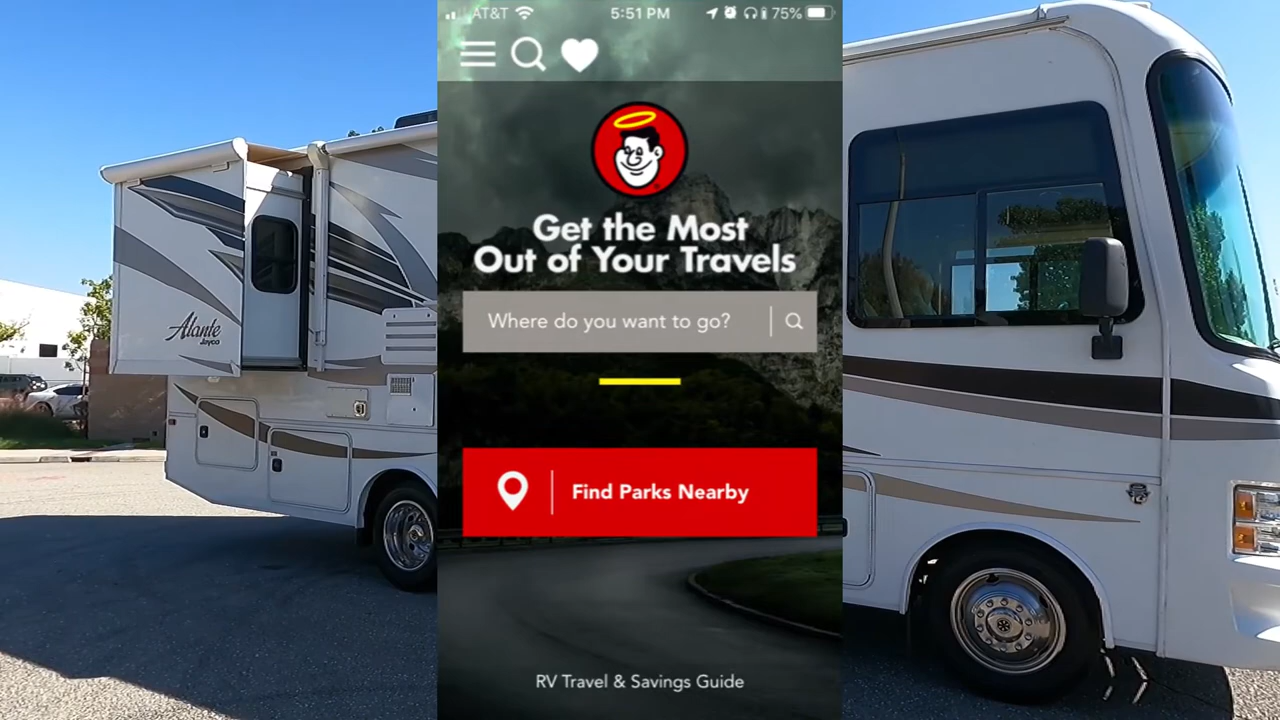 AT&T
5:51 PM
75%
Get the Most
Out of Your Travels
Where do you want to go?
Find Parks Nearby
RV Travel & Savings Guide
Alante
Jayco